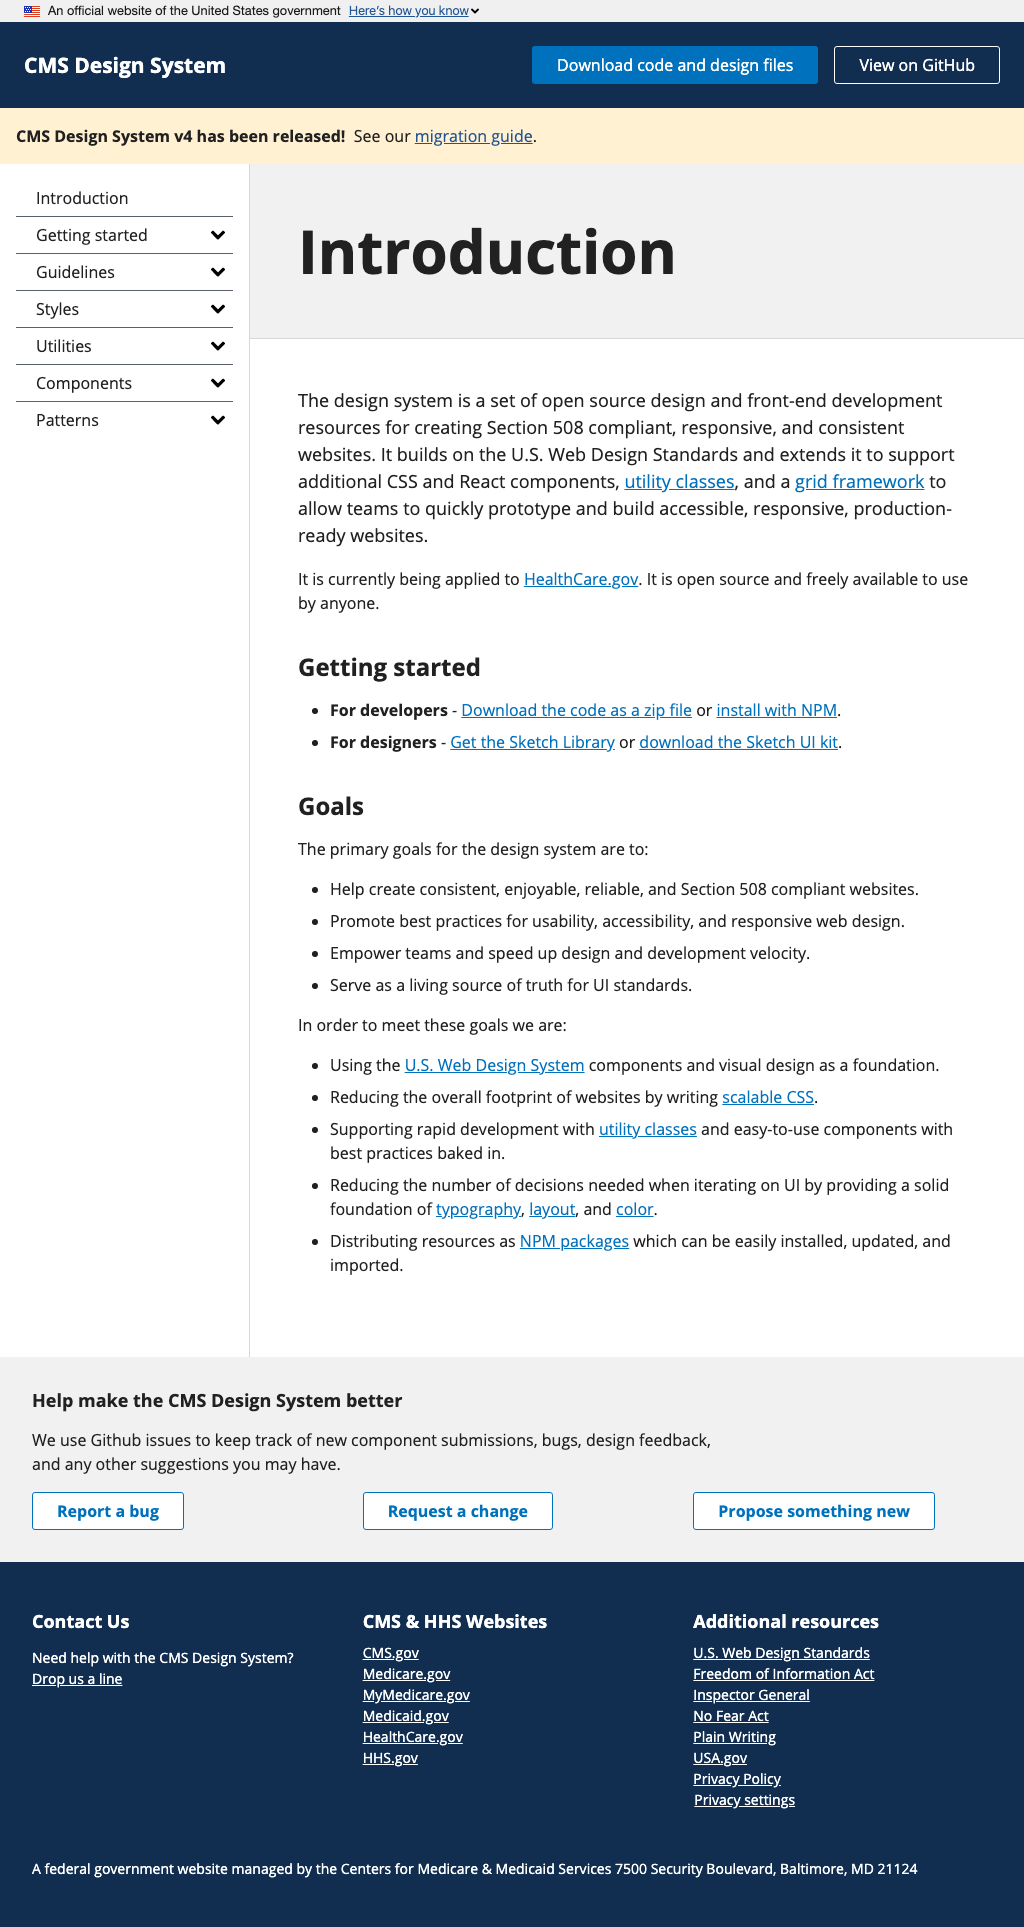 An official website of the United States government Here's how you know
CMS Design System
Download code and design files
View on GitHub
CMS Design System v4 has been released! See our migration guide.
Introduction
Getting started
Guidelines
Styles
Utilities
Components
Patterns
Introduction
The design system is a set of open source design and front-end development
resources for creating Section 508 compliant, responsive, and consistent
websites. It builds on the U.S. Web Design Standards and extends it to support
additional CSS and React components, utility classes, and a grid framework to
allow teams to quickly prototype and build accessible, responsive, production-
ready websites.
It is currently being applied to HealthCare.gov. It is open source and freely available to use
by anyone.
Getting started
• For developers - Download the code as a zip file or install with NPM.
• For designers - Get the Sketch Library or download the Sketch UI kit.
Goals
The primary goals for the design system are to:
• Help create consistent, enjoyable, reliable, and Section 508 compliant websites.
• Promote best practices for usability, accessibility, and responsive web design.
• Empower teams and speed up design and development velocity.
• Serve as a living source of truth for UI standards.
In order to meet these goals we are:
• Using the U.S. Web Design System components and visual design as a foundation.
• Reducing the overall footprint of websites by writing scalable CSS.
• Supporting rapid development with utility classes and easy-to-use components with
best practices baked in.
• Reducing the number of decisions needed when iterating on UI by providing a solid
foundation of typography, layout, and color.
• Distributing resources as NPM packages which can be easily installed, updated, and
imported.
Help make the CMS Design System better
We use Github issues to keep track of new component submissions, bugs, design feedback,
and any other suggestions you may have.
Report a bug
Request a change
Propose something new
Contact Us
Need help with the CMS Design System?
Drop us a line
CMS & HHS Websites
CMS.gov
Medicare.gov
MyMedicare.gov
Medicaid.gov
HealthCare.gov
HHS.gov
Additional resources
U.S. Web Design Standards
Freedom of Information Act
Inspector General
No Fear Act
Plain Writing
USA.gov
Privacy Policy
Privacy settings
A federal government website managed by the Centers for Medicare & Medicaid Services 7500 Security Boulevard, Baltimore, MD 21124